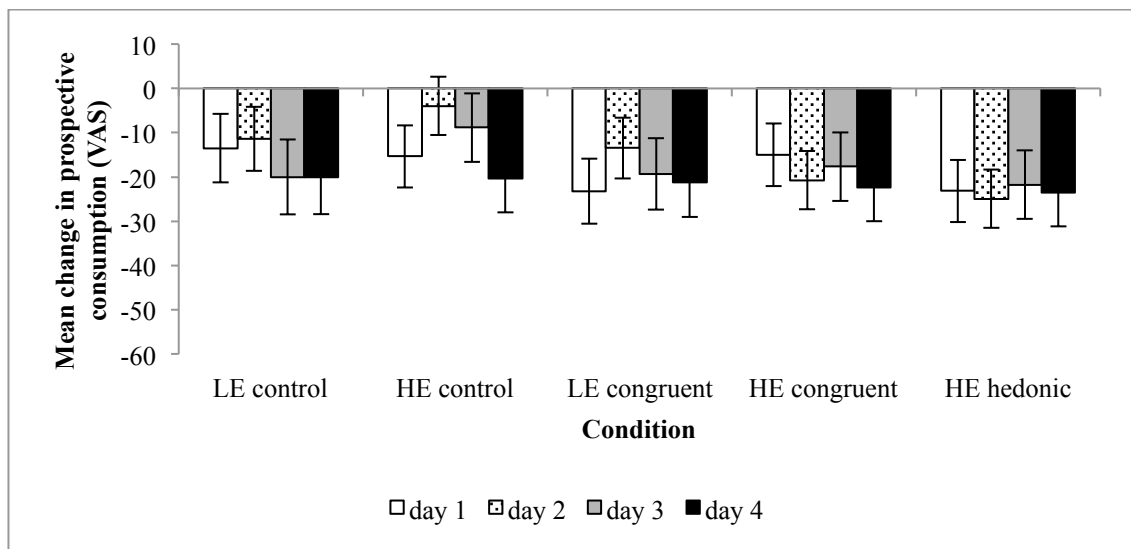 Mean change in prospective
consumption (VAS)
10
0
-10
-20
-30
-40
-50
-60
LE control HE control LE congruent HE congruent HE hedonic
Condition
day 1 day 2 day 3 day 4